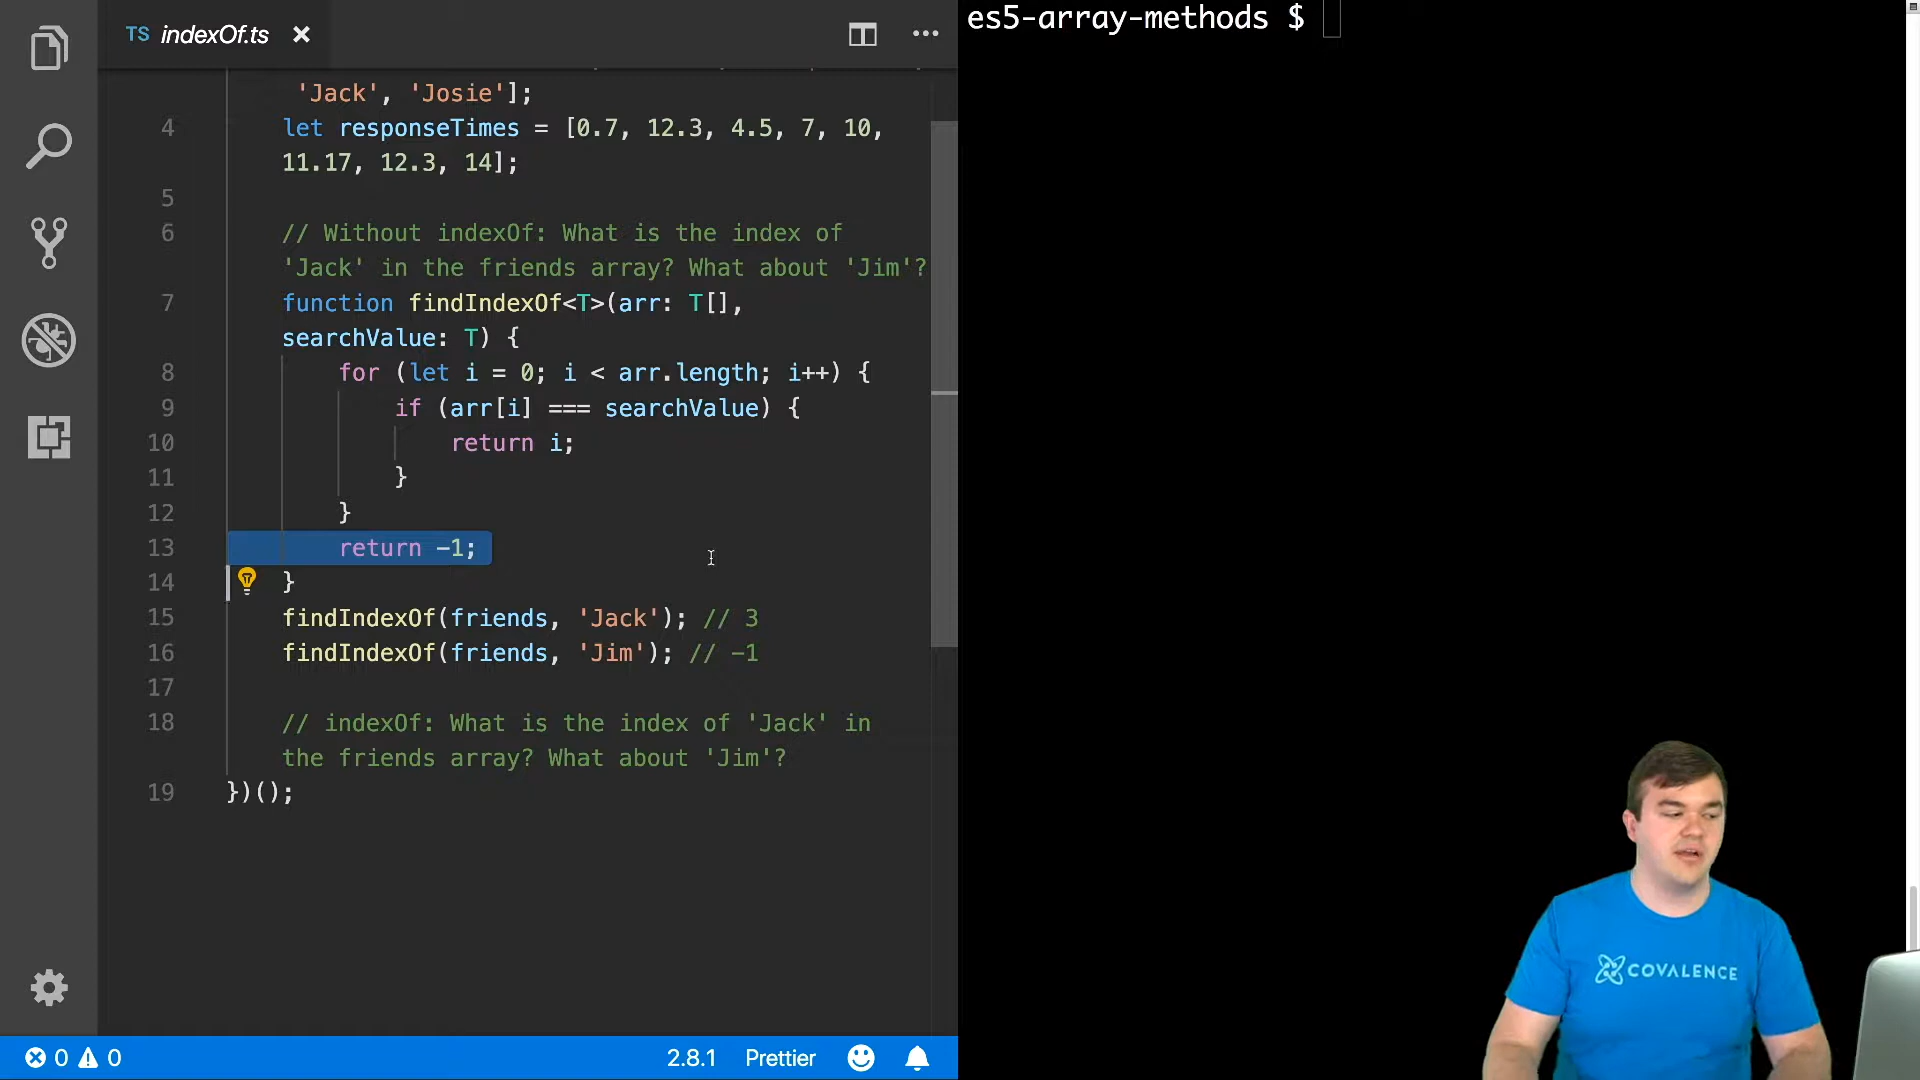 TS indexOf.ts
es5-array-methods $
'Jack', 'Josie'];
4 let responseTimes = [0.7, 12.3, 4.5, 7, 10,
11.17, 12.3, 14];
5
6 // Without indexOf: What is the index of
'Jack' in the friends array? What about 'Jim'?
7 function findIndexOf<T>(arr: T[],
searchValue: T) {
8 for (let i = 0; i < arr.length; i++) {
9 if (arr[i] === searchValue) {
10 return i;
11 }
12 }
13 return -1;
14 }
15 findIndexOf(friends, 'Jack'); // 3
16 findIndexOf(friends, 'Jim'); // -1
17
18 // indexOf: What is the index of 'Jack' in
the friends array? What about 'Jim'?
19 })();
COVALENCE
0 0 2.8.1 Prettier